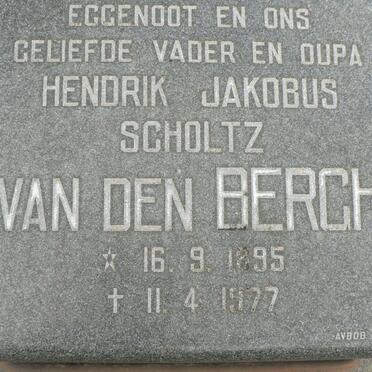 EGGENOOT EN ONS
GELIEFDE VADER EN OUPA
HENDRIK JAKOBUS
SCHOLTZ
VAN DEN BERCH
☆ 16. 9. 1895
† 11. 4. 1977
AVBOB